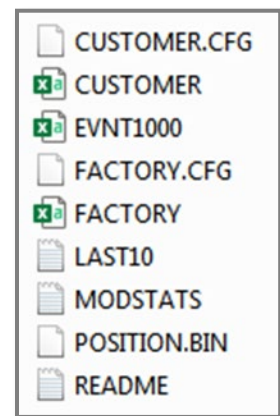 CUSTOMER.CFG
CUSTOMER
EVNT1000
FACTORY.CFG
FACTORY
LAST10
MODSTATS
POSITION.BIN
README